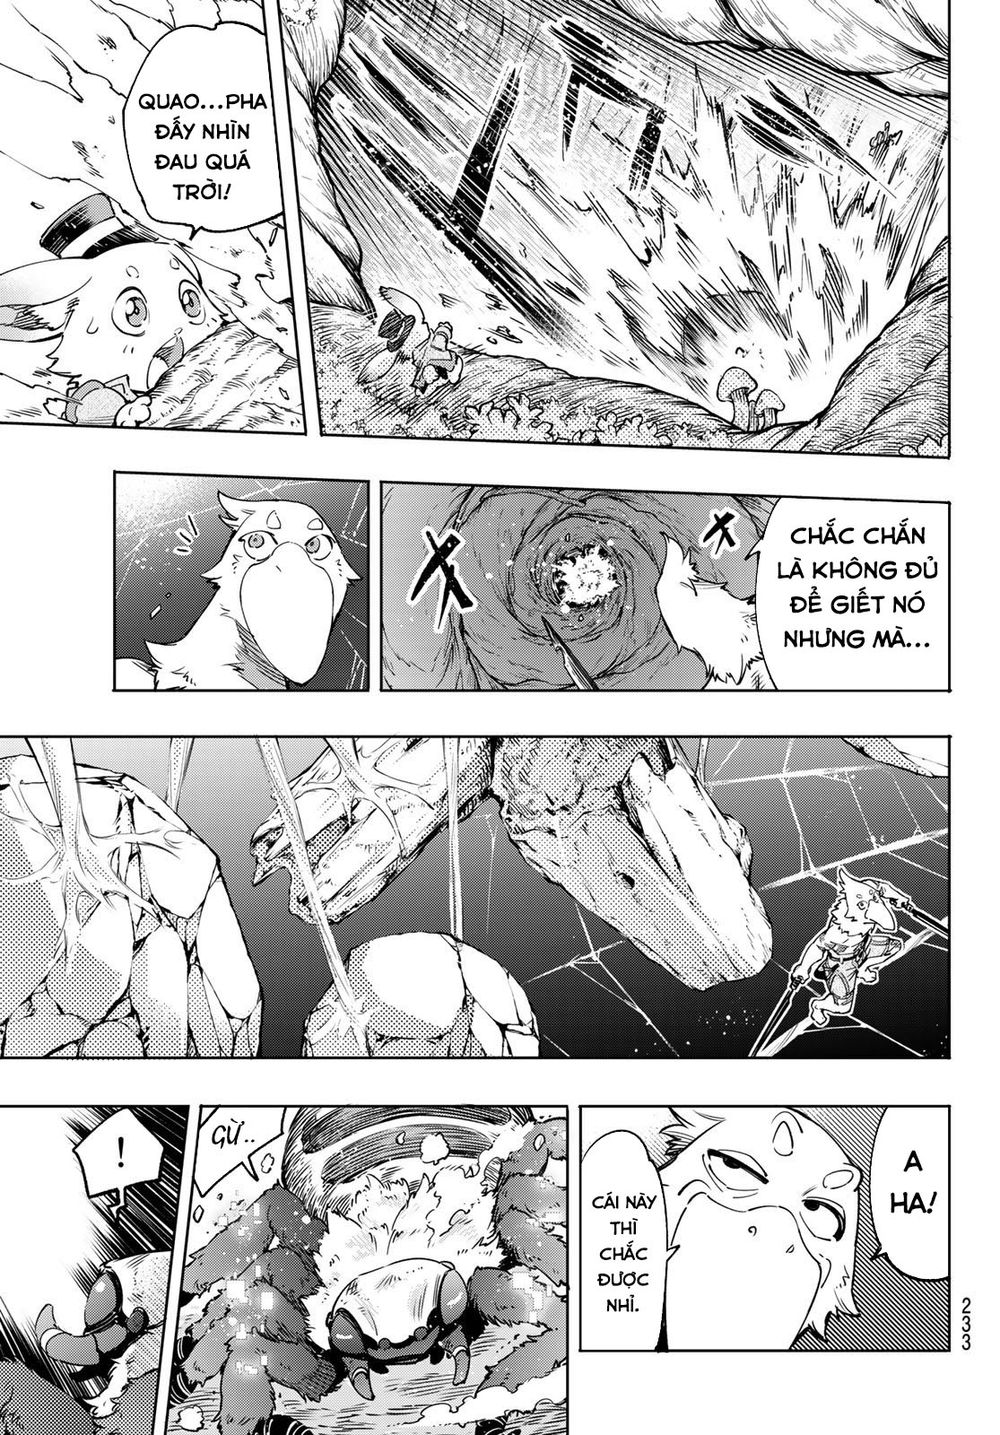 QUAO...PHA
ĐẤY NHÌN
ĐAU QUÁ
TRỜI!
CHẮC CHẮN
LÀ KHÔNG ĐỦ
ĐỂ GIẾT NÓ
NHƯNG MÀ...
A
HA!
CÁI NÀY
THÌ
CHẮC
ĐƯỢC
NHỈ.
GỪ..
!
233